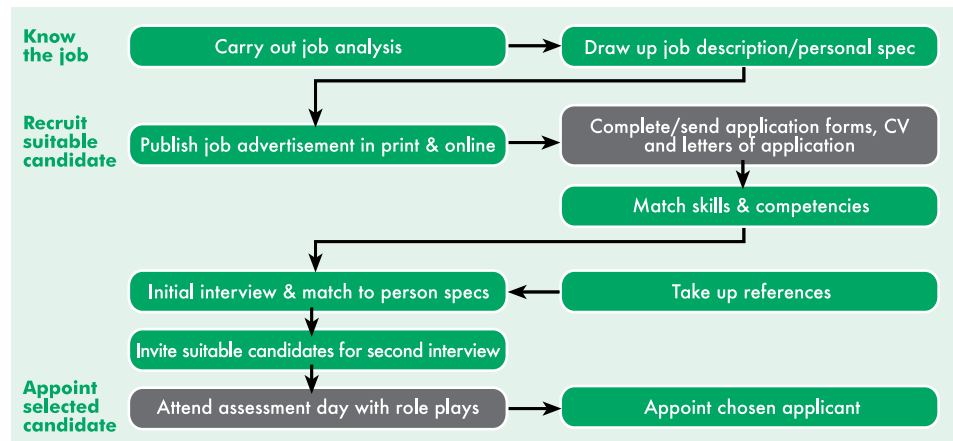 Know
the job
Carry out job analysis
Draw up job description/personal spec
Recruit
suitable
candidate
Publish job advertisement in print & online
Complete/send application forms, CV
and letters of application
Match skills & competencies
Initial interview & match to person specs
Take up references
Invite suitable candidates for second interview
Appoint
selected
candidate
Attend assessment day with role plays
Appoint chosen applicant